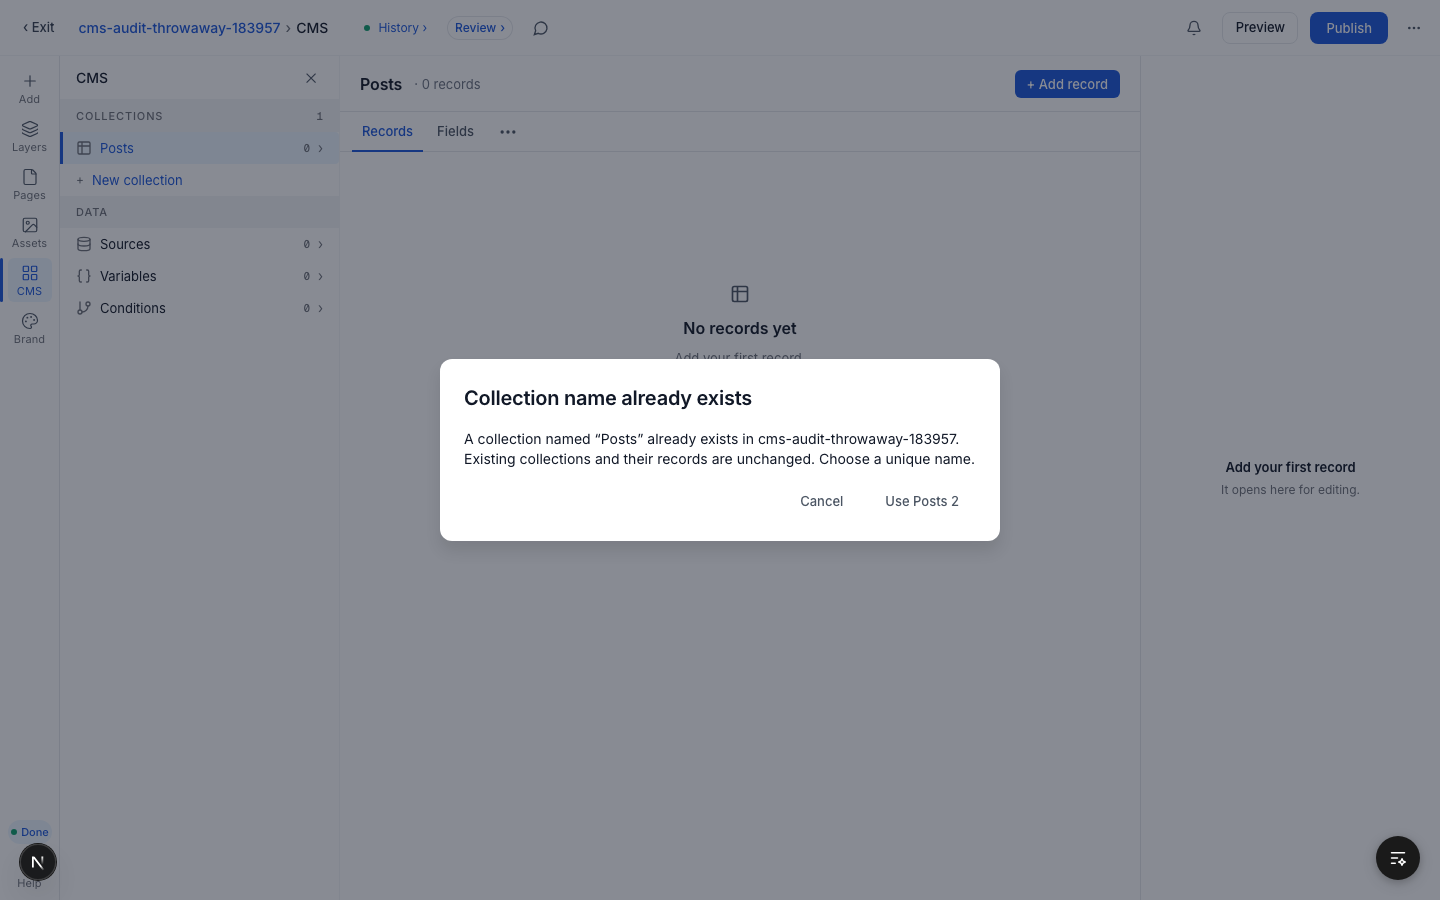 ‹ Exit
cms-audit-throwaway-183957 › CMS
History ›
Review ›
Preview
Publish
Add
Layers
Pages
Assets
CMS
Brand
Done
N
Help
CMS
COLLECTIONS 1
Posts 0 ›
+ New collection
DATA
Sources 0 ›
Variables 0 ›
Conditions 0 ›
Posts · 0 records
+ Add record
Records Fields
No records yet
Add your first record
Collection name already exists
A collection named “Posts” already exists in cms-audit-throwaway-183957.
Existing collections and their records are unchanged. Choose a unique name.
Cancel Use Posts 2
Add your first record
It opens here for editing.